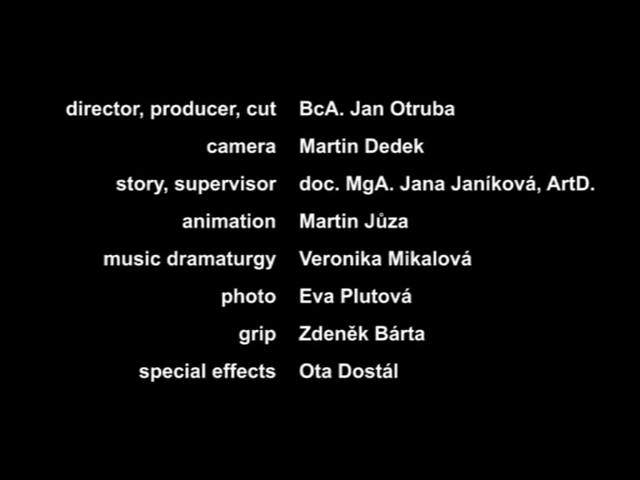 director, producer, cut BcA. Jan Otruba
camera Martin Dedek
story, supervisor doc. MgA. Jana Janíková, ArtD.
animation Martin Jůza
music dramaturgy Veronika Mikalová
photo Eva Plutová
grip Zdeněk Bárta
special effects Ota Dostál